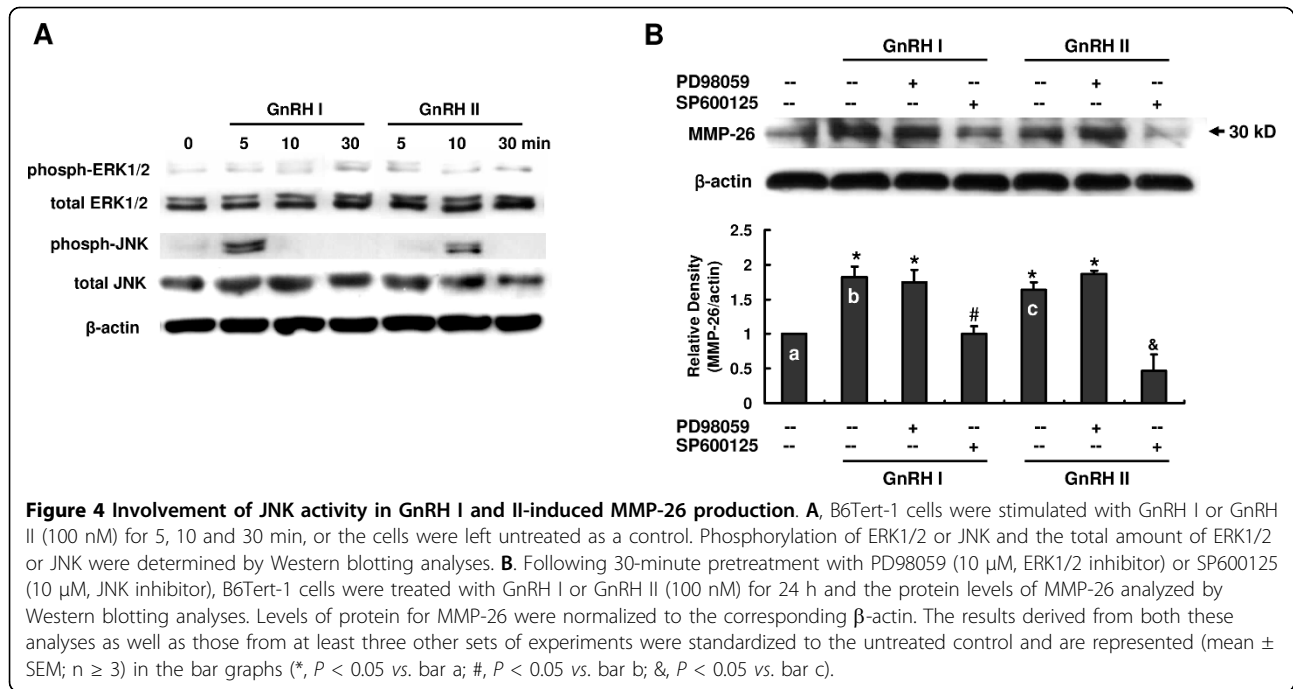 A
GnRH I GnRH II
0 5 10 30 5 10 30 min
phosph-ERK1/2
total ERK1/2
phosph-JNK
total JNK
β-actin
B
GnRH I GnRH II
PD98059 -- -- + -- -- + --
SP600125 -- -- -- + -- -- +
MMP-26 30 kD
β-actin
Relative Density
(MMP-26/actin)
2.5
2
1.5
1
0.5
0
a
b
c
*
*
#
*
*
&
PD98059 -- -- + -- -- + --
SP600125 -- -- -- + -- -- +
GnRH I GnRH II
Figure 4 Involvement of JNK activity in GnRH I and II-induced MMP-26 production. A, B6Tert-1 cells were stimulated with GnRH I or GnRH
II (100 nM) for 5, 10 and 30 min, or the cells were left untreated as a control. Phosphorylation of ERK1/2 or JNK and the total amount of ERK1/2
or JNK were determined by Western blotting analyses. B. Following 30-minute pretreatment with PD98059 (10 μM, ERK1/2 inhibitor) or SP600125
(10 μM, JNK inhibitor), B6Tert-1 cells were treated with GnRH I or GnRH II (100 nM) for 24 h and the protein levels of MMP-26 analyzed by
Western blotting analyses. Levels of protein for MMP-26 were normalized to the corresponding β-actin. The results derived from both these
analyses as well as those from at least three other sets of experiments were standardized to the untreated control and are represented (mean ±
SEM; n ≥ 3) in the bar graphs (*, P < 0.05 vs. bar a; #, P < 0.05 vs. bar b; &, P < 0.05 vs. bar c).